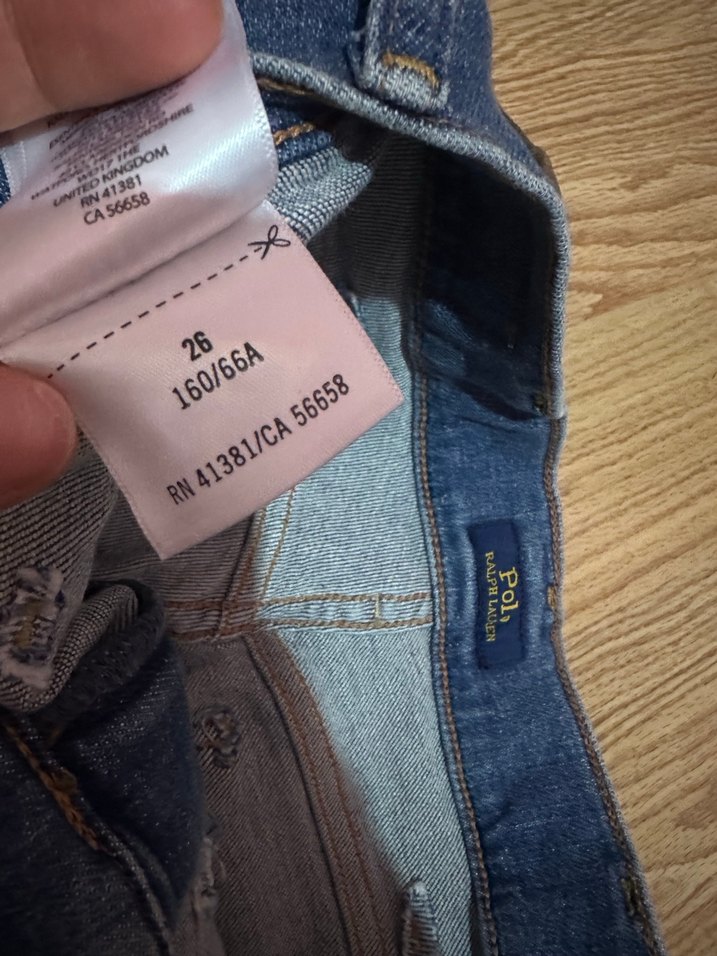 UNITED KINGDOM
RN 41381
CA 56658
26
160/66A
RN 41381/CA 56658
Polo
RALPH LAUREN